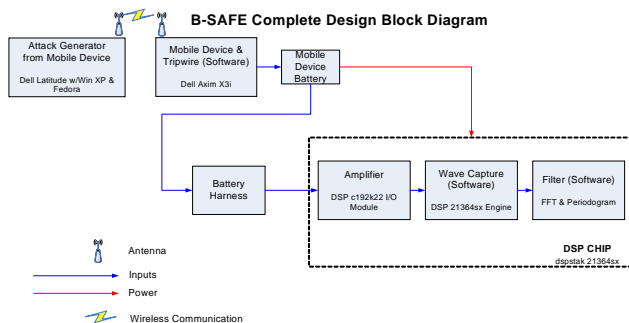 B-SAFE Complete Design Block Diagram
Attack Generator
from Mobile Device
Dell Latitude w/Win XP &
Fedora
Mobile Device &
Tripwire (Software)
Dell Axim X3i
Mobile
Device
Battery
Battery
Harness
Amplifier
DSP c192k22 I/O
Module
Wave Capture
(Software)
DSP 21364sx Engine
Filter (Software)
FFT & Periodogram
DSP CHIP
dspstak 21364sx
Antenna
Inputs
Power
Wireless Communication